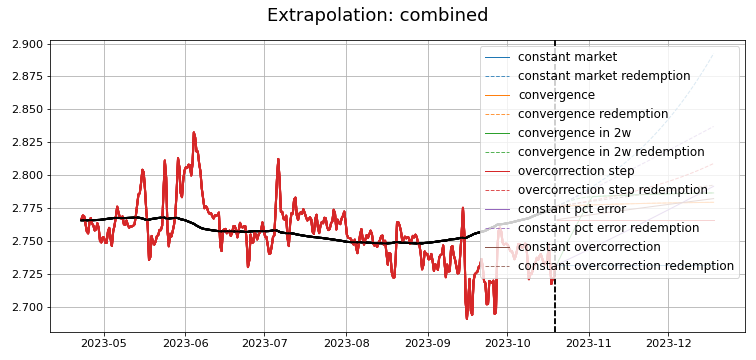 Extrapolation: combined
2.900
2.875
2.850
2.825
2.800
2.775
2.750
2.725
2.700
constant market
constant market redemption
convergence
convergence redemption
convergence in 2w
convergence in 2w redemption
overcorrection step
overcorrection step redemption
constant pct error
constant pct error redemption
constant overcorrection
constant overcorrection redemption
2023-05 2023-06 2023-07 2023-08 2023-09 2023-10 2023-11 2023-12